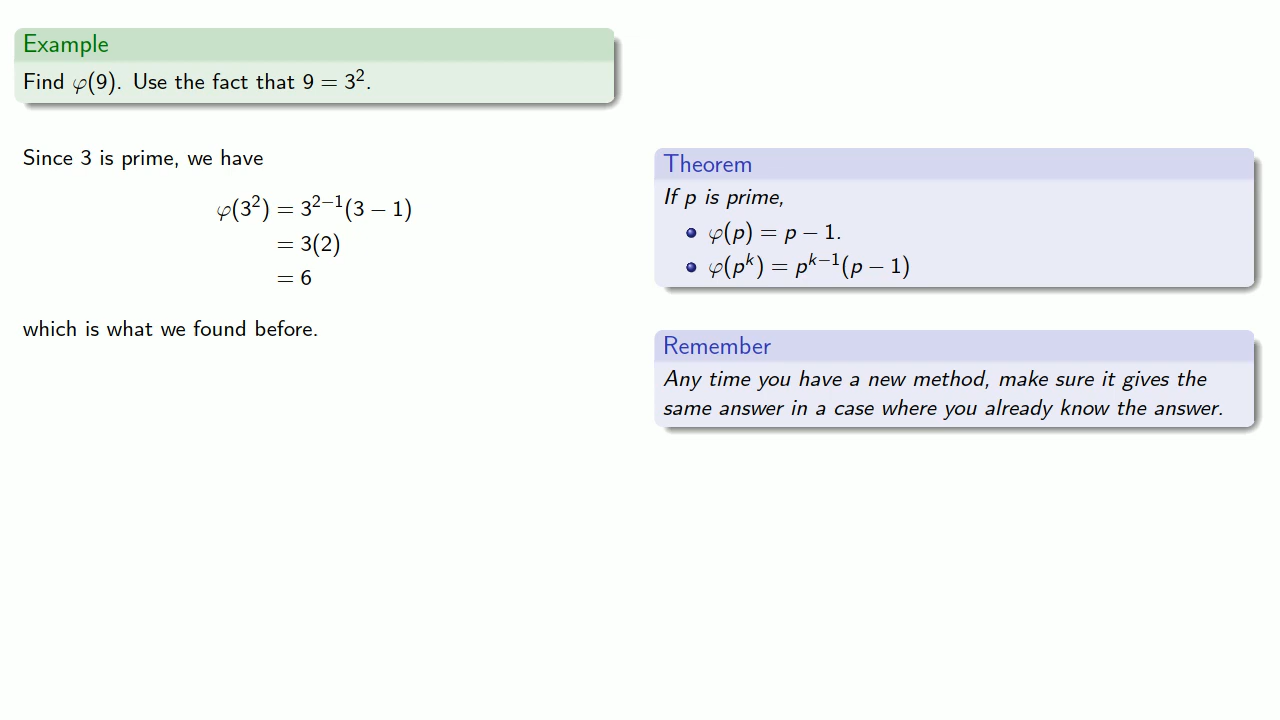 Example
Find φ(9). Use the fact that 9 = 3².
Since 3 is prime, we have
φ(3²) = 3²⁻¹(3 − 1)
= 3(2)
= 6
which is what we found before.
Theorem
If p is prime,
• φ(p) = p − 1.
• φ(pᵏ) = pᵏ⁻¹(p − 1)
Remember
Any time you have a new method, make sure it gives the
same answer in a case where you already know the answer.